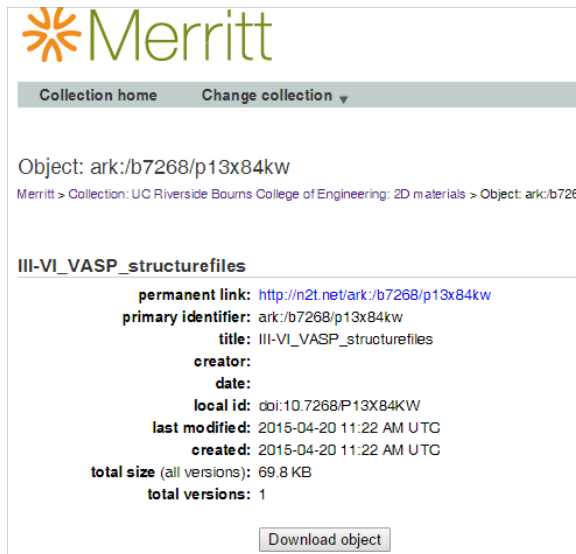 Merritt
Collection home Change collection
Object: ark:/b7268/p13x84kw
Merritt > Collection: UC Riverside Bourns College of Engineering: 2D materials > Object: ark:/b726
III-VI_VASP_structurefiles
permanent link: http://n2t.net/ark:/b7268/p13x84kw
primary identifier: ark:/b7268/p13x84kw
title: III-VI_VASP_structurefiles
creator:
date:
local id: doi:10.7268/P13X84KW
last modified: 2015-04-20 11:22 AM UTC
created: 2015-04-20 11:22 AM UTC
total size (all versions): 69.8 KB
total versions: 1
Download object